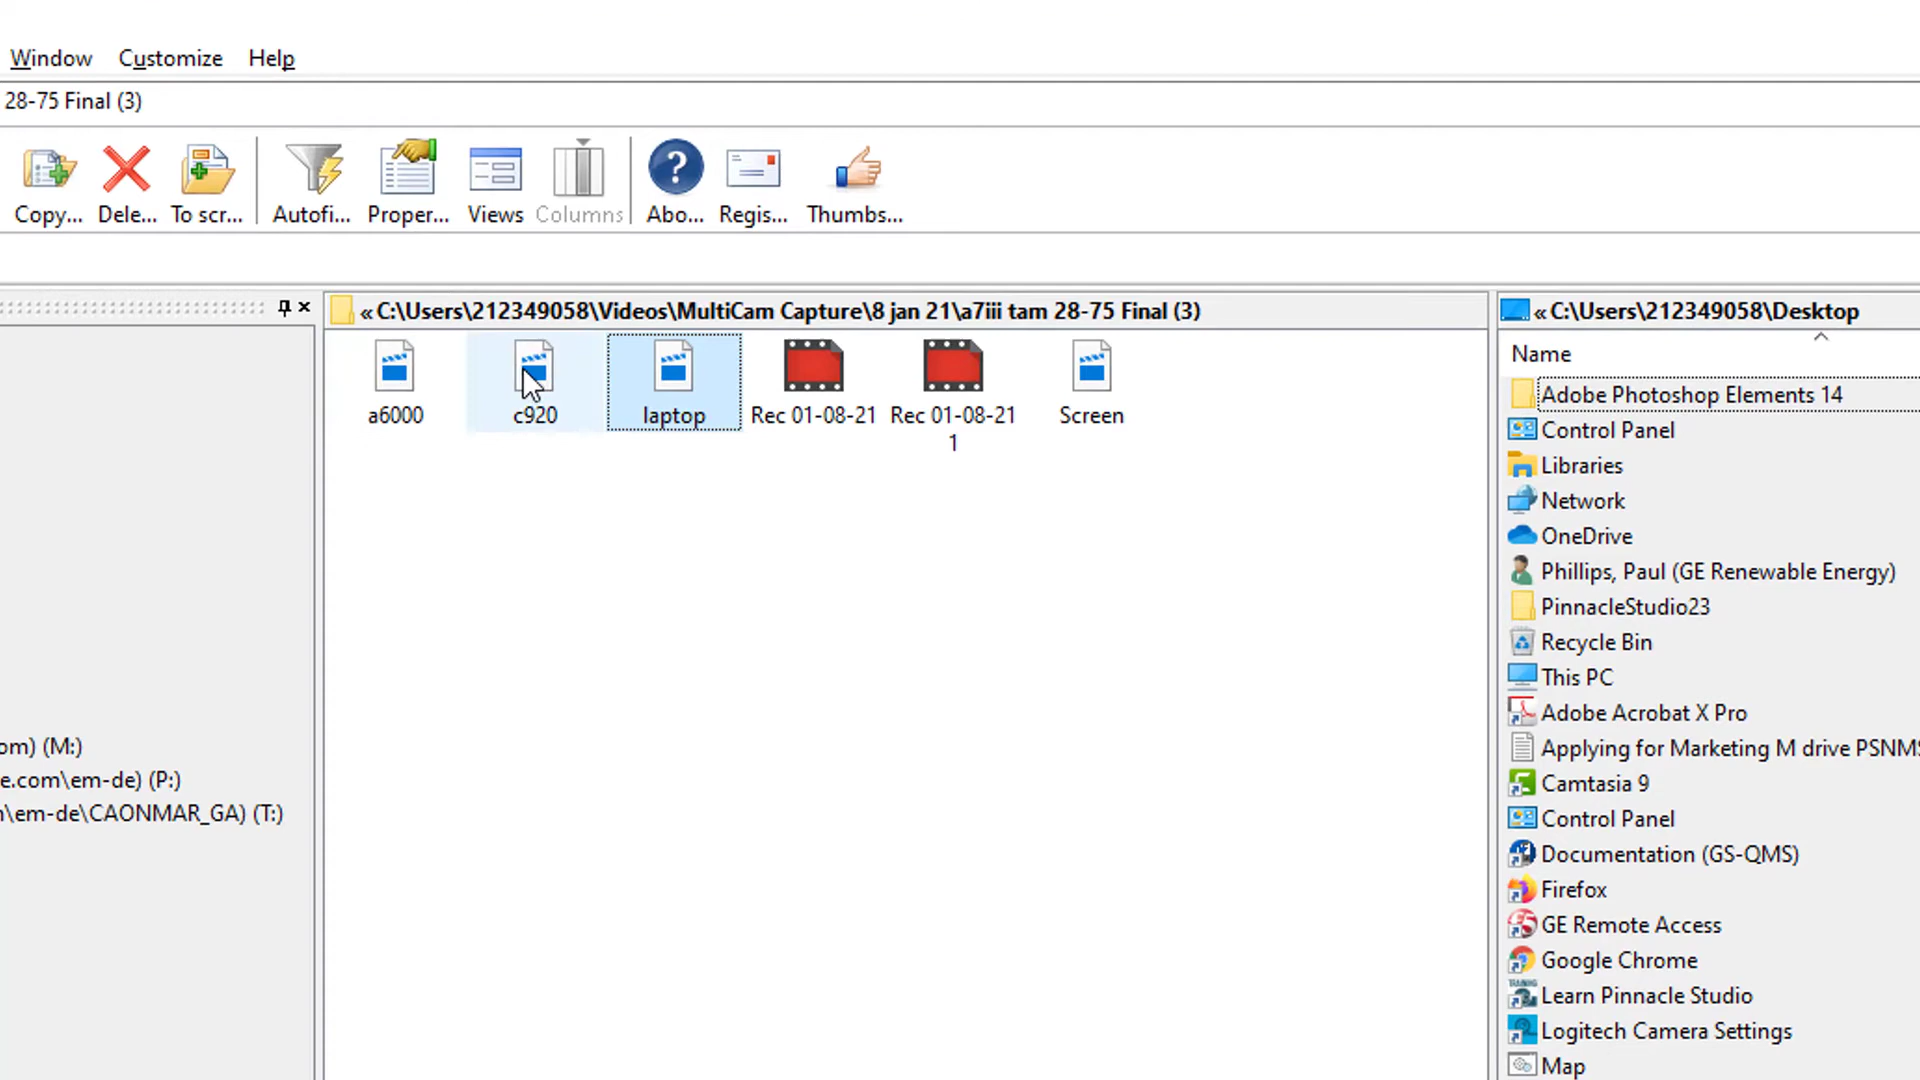 Window Customize Help
28-75 Final (3)
Copy... Dele... To scr... Autofi... Proper... Views Columns Abo... Regis... Thumbs...
« C:\Users\212349058\Videos\MultiCam Capture\8 jan 21\a7iii tam 28-75 Final (3)
a6000 c920 laptop Rec 01-08-21 Rec 01-08-21 Screen
1
om) (M:)
e.com\em-de) (P:)
\em-de\CAONMAR_GA) (T:)
« C:\Users\212349058\Desktop
Name
Adobe Photoshop Elements 14
Control Panel
Libraries
Network
OneDrive
Phillips, Paul (GE Renewable Energy)
PinnacleStudio23
Recycle Bin
This PC
Adobe Acrobat X Pro
Applying for Marketing M drive PSNMS
Camtasia 9
Control Panel
Documentation (GS-QMS)
Firefox
GE Remote Access
Google Chrome
Learn Pinnacle Studio
Logitech Camera Settings
Map